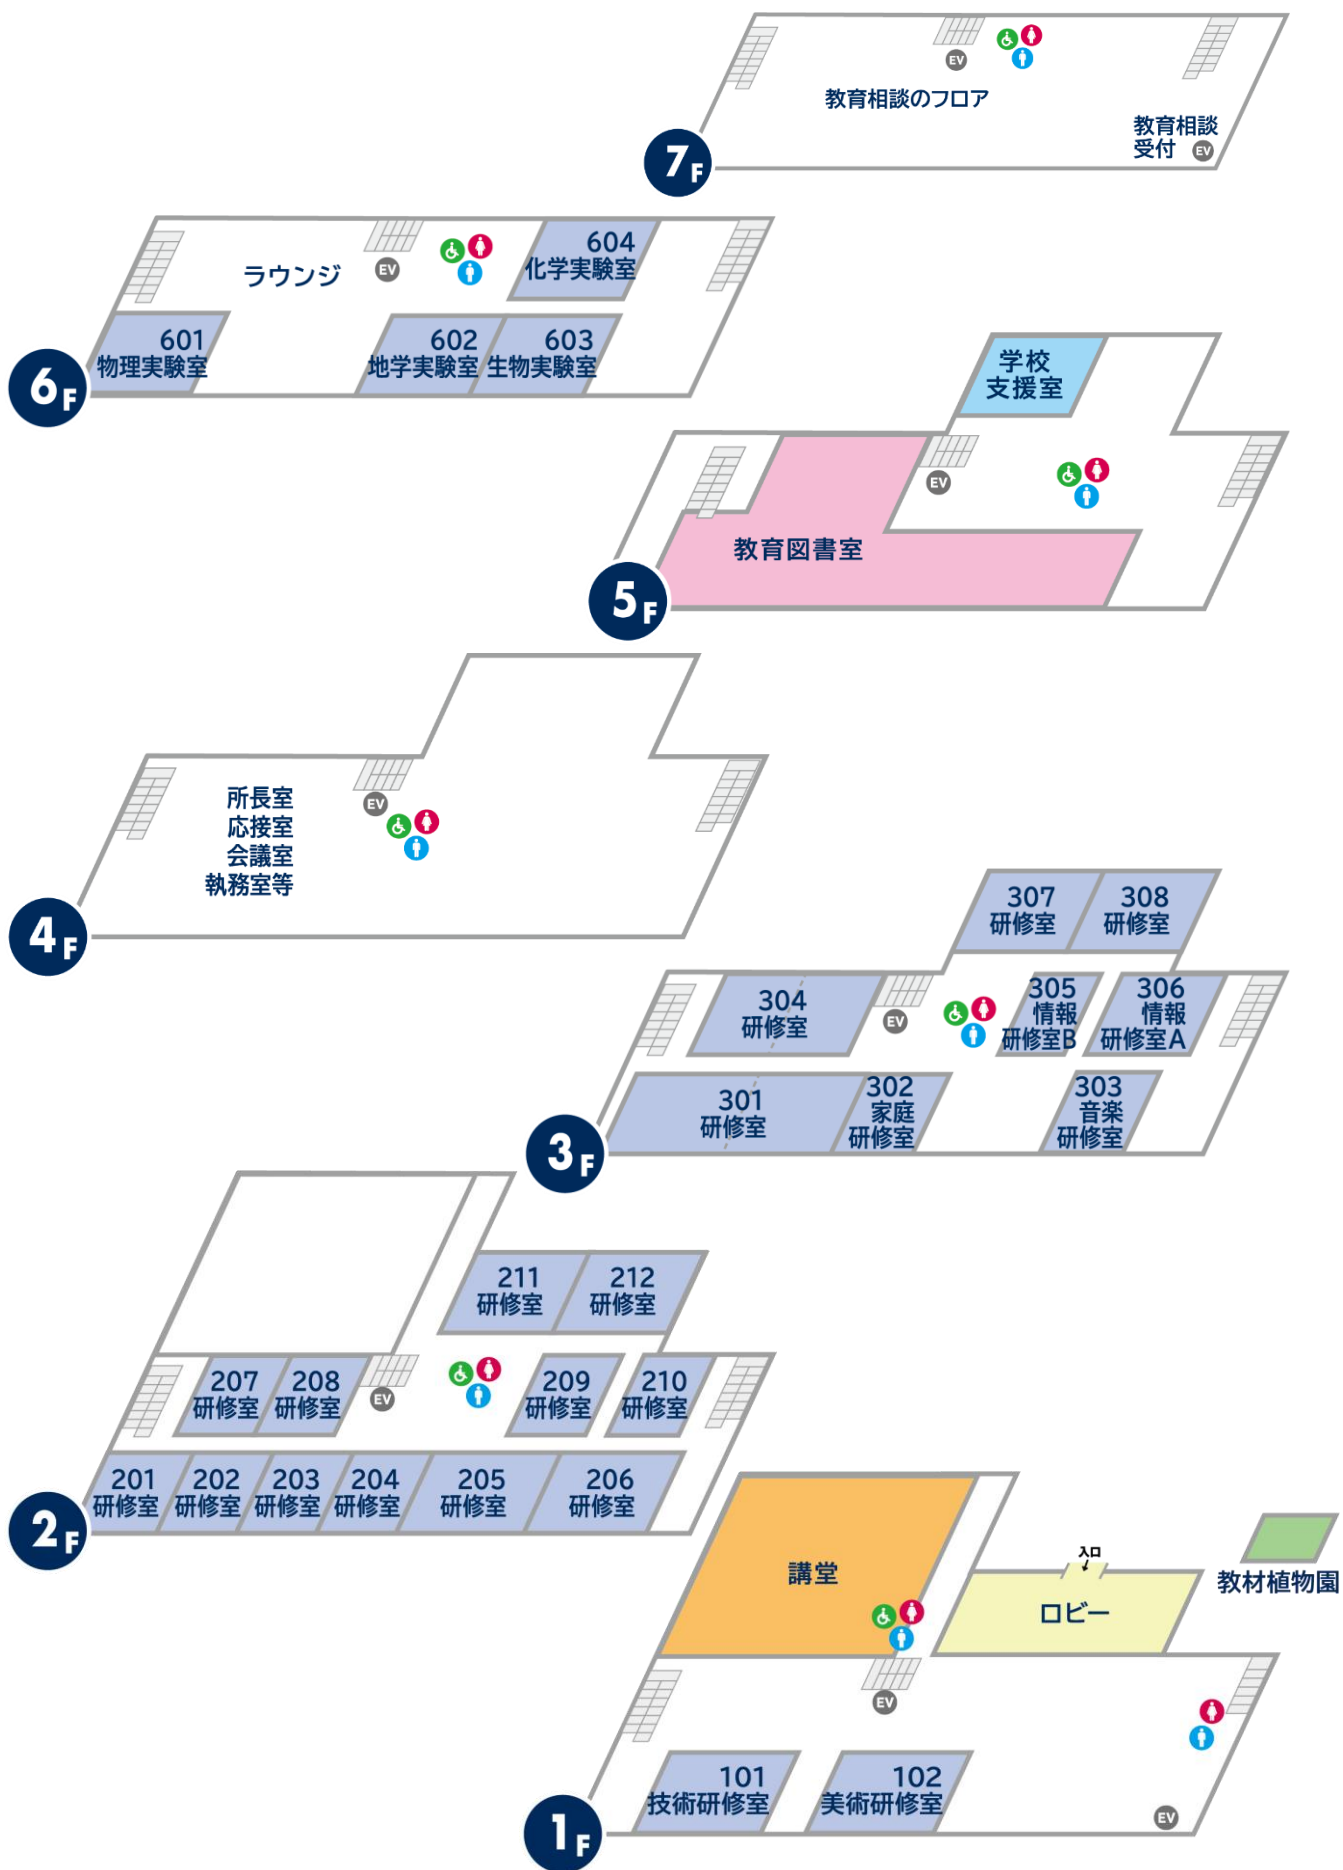 EV
教育相談のフロア
教育相談
受付 EV
7F
604
化学実験室
EV
ラウンジ
601
物理実験室
602
地学実験室
603
生物実験室
6F
学校
支援室
EV
教育図書室
5F
EV
所長室
応接室
会議室
執務室等
4F
307
研修室
308
研修室
304
研修室
EV
305
情報
研修室B
306
情報
研修室A
301
研修室
302
家庭
研修室
303
音楽
研修室
3F
211
研修室
212
研修室
207
研修室
208
研修室
EV
209
研修室
210
研修室
201
研修室
202
研修室
203
研修室
204
研修室
205
研修室
206
研修室
2F
講堂
入口
ロビー
教材植物園
EV
101
技術研修室
102
美術研修室
EV
1F